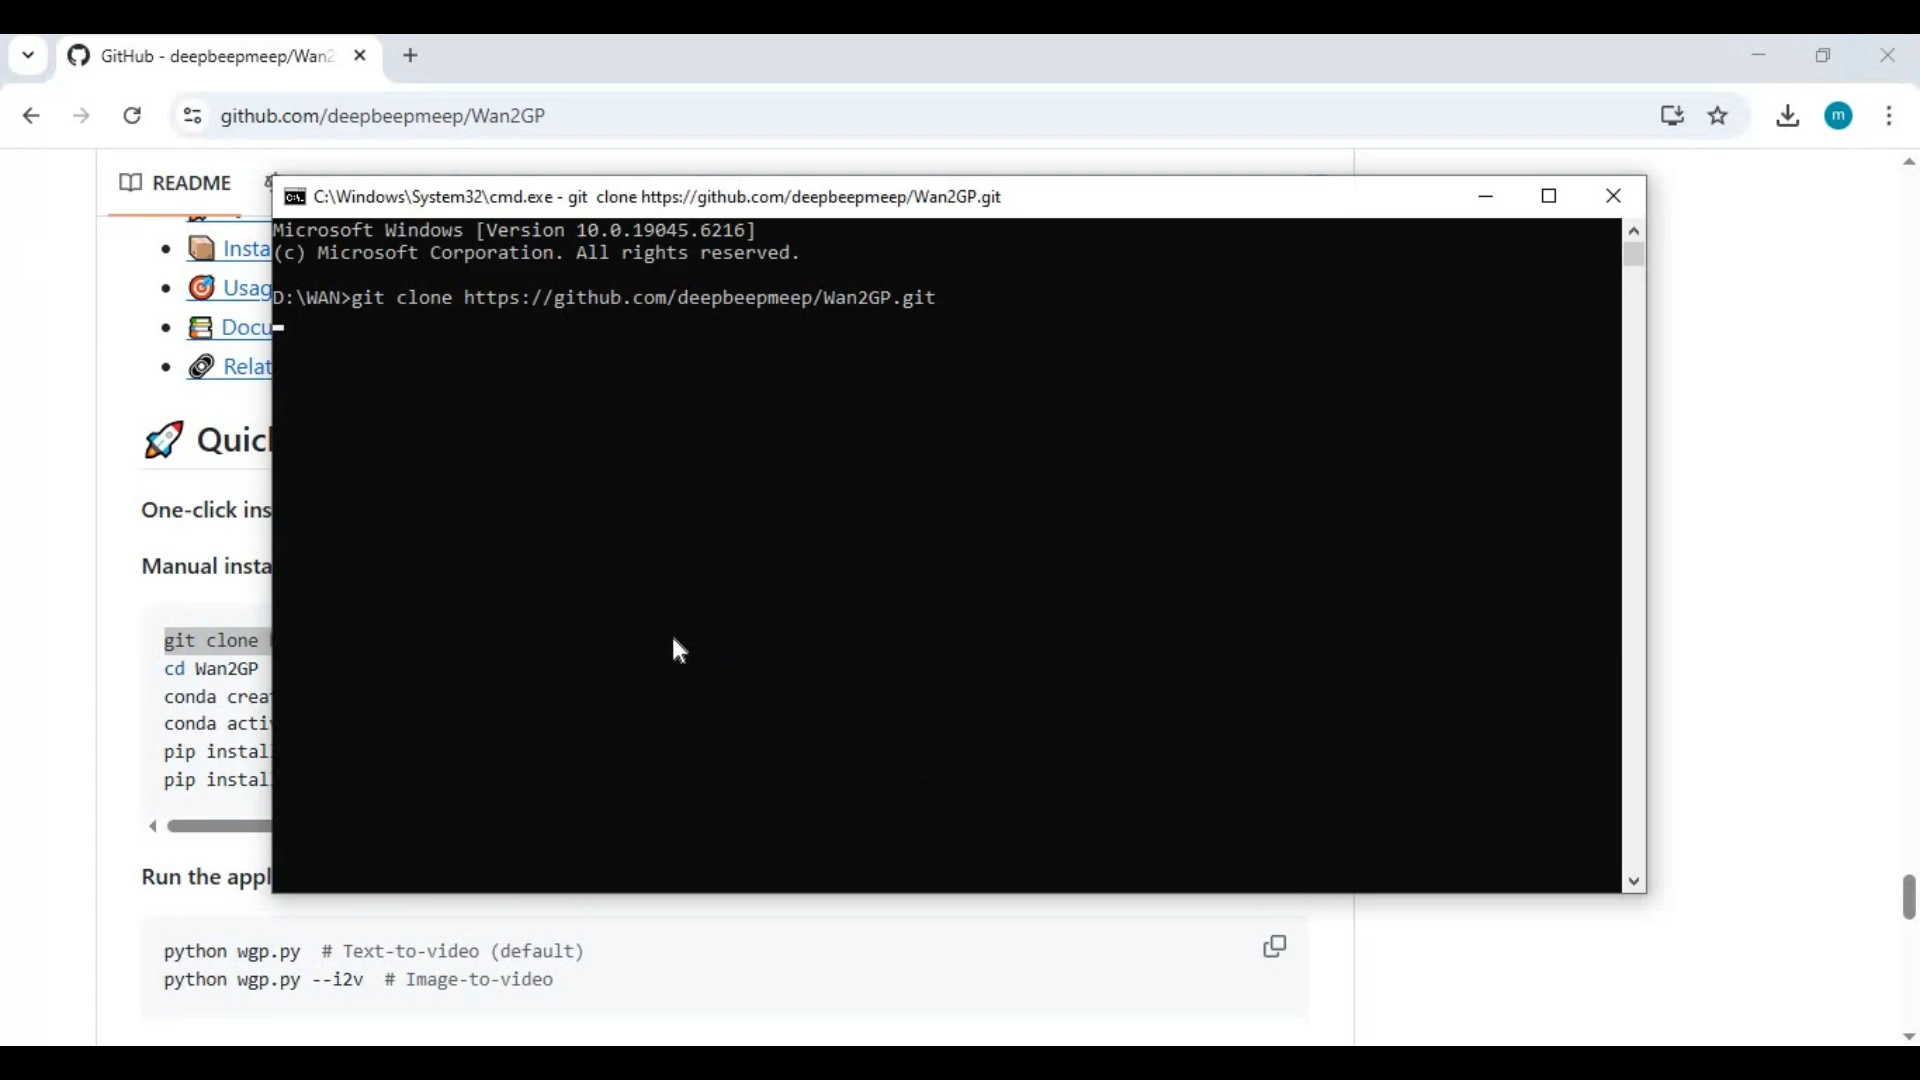 GitHub - deepbeepmeep/Wan2
github.com/deepbeepmeep/Wan2GP
m
README
C:\Windows\System32\cmd.exe - git  clone https://github.com/deepbeepmeep/Wan2GP.git
Microsoft Windows [Version 10.0.19045.6216]
(c) Microsoft Corporation. All rights reserved.
D:\WAN>git clone https://github.com/deepbeepmeep/Wan2GP.git
Insta
Usag
Docu
Relat
Quic
One-click ins
Manual insta
git clone
cd Wan2GP
conda crea
conda acti
pip instal
pip instal
Run the appl
python wgp.py  # Text-to-video (default)
python wgp.py --i2v  # Image-to-video